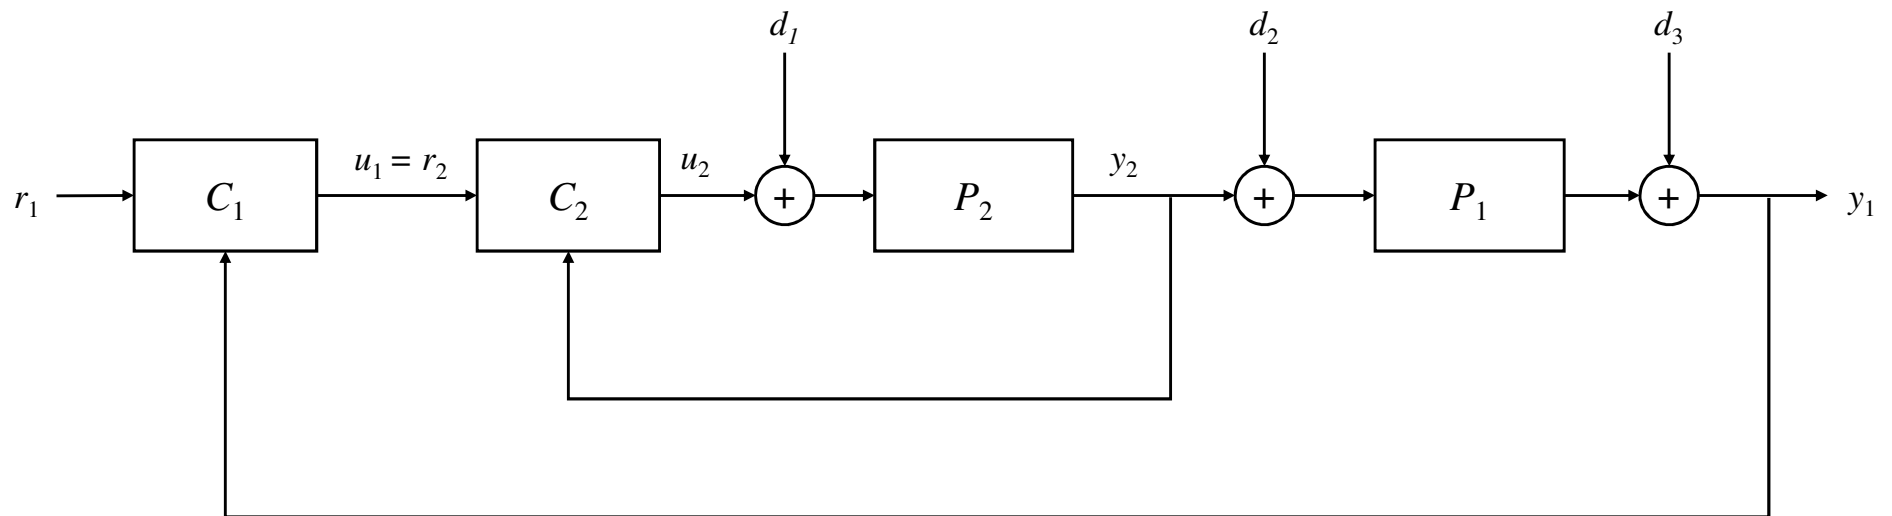 d₁ d₂ d₃
r₁ C₁ u₁ = r₂ C₂ u₂ + P₂ y₂ + P₁ + y₁